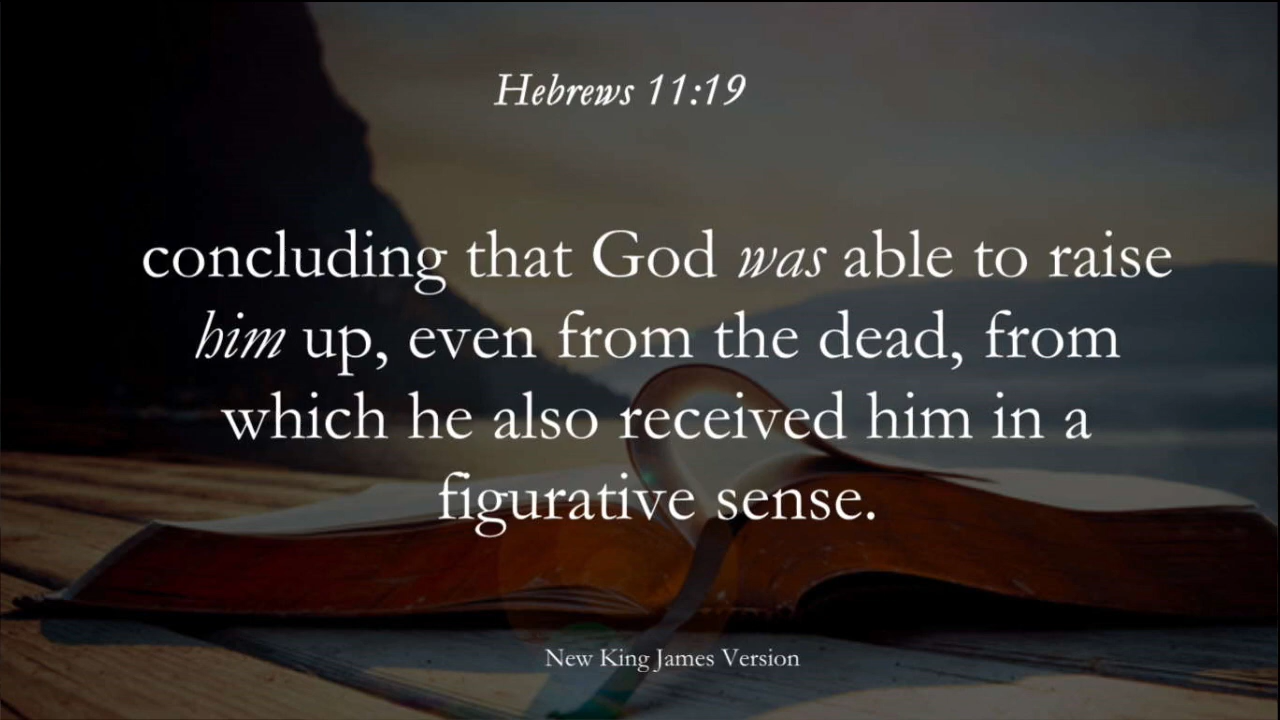 Hebrews 11:19
concluding that God was able to raise
him up, even from the dead, from
which he also received him in a
figurative sense.
New King James Version